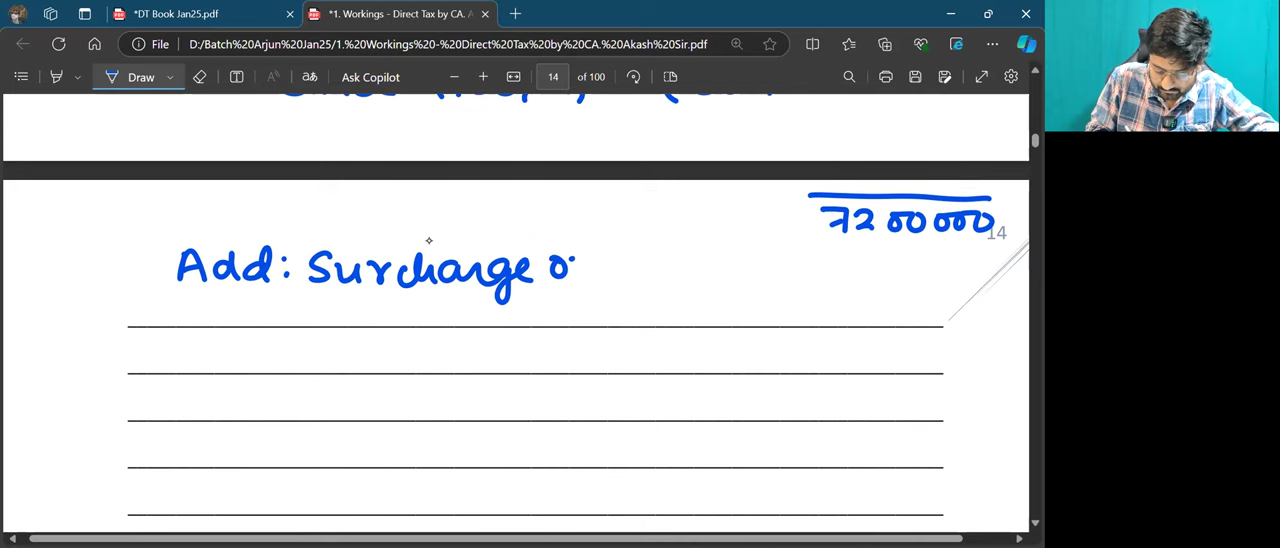 *DT Book Jan25.pdf
*1. Workings - Direct Tax by CA. A
File
D:/Batch%20Arjun%20Jan25/1.%20Workings%20-%20Direct%20Tax%20by%20CA.%20Akash%20Sir.pdf
Draw
Ask Copilot
14 of 100
7200000
14
Add: Surcharge o